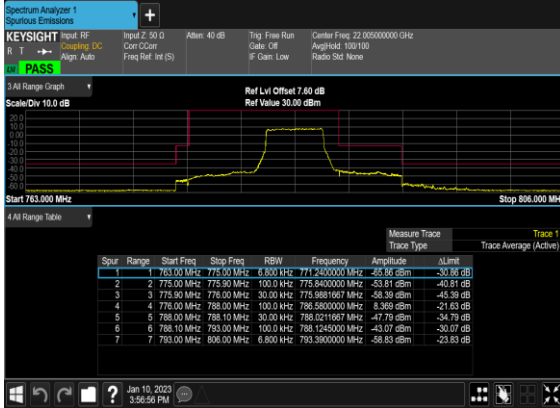 Spectrum Analyzer 1
Spurious Emissions
+
KEYSIGHT Input: RF Input Z: 50 Ω Atten: 40 dB Trig: Free Run Center Freq: 22.005000000 GHz
R T Coupling: DC Corr CCorr Gate: Off Avg|Hold: 100/100
Align: Auto Freq Ref: Int (S) IF Gain: Low Radio Std: None
PASS
3 All Range Graph Ref Lvl Offset 7.60 dB
Scale/Div 10.0 dB Ref Value 30.00 dBm
20.0
10.0
0.00
-10.0
-20.0
-30.0
-40.0
-50.0
-60.0
Start 763.000 MHz Stop 806.000 MH
4 All Range Table
Measure Trace Trace 1
Trace Type Trace Average (Active)
Spur Range Start Freq Stop Freq RBW Frequency Amplitude ΔLimit
1 1 763.00 MHz 775.00 MHz 6.800 kHz 771.2400000 MHz -65.86 dBm -30.86 dB
2 2 775.00 MHz 775.90 MHz 100.0 kHz 775.8400000 MHz -53.81 dBm -40.81 dB
3 3 775.90 MHz 776.00 MHz 30.00 kHz 775.9881667 MHz -58.39 dBm -45.39 dB
4 4 776.00 MHz 788.00 MHz 100.0 kHz 786.5800000 MHz 8.369 dBm -21.63 dB
5 5 788.00 MHz 788.10 MHz 30.00 kHz 788.0211667 MHz -47.79 dBm -34.79 dB
6 6 788.10 MHz 793.00 MHz 100.0 kHz 788.1245000 MHz -43.07 dBm -30.07 dB
7 7 793.00 MHz 806.00 MHz 6.800 kHz 793.3900000 MHz -58.83 dBm -23.83 dB
? Jan 10, 2023
3:56:56 PM